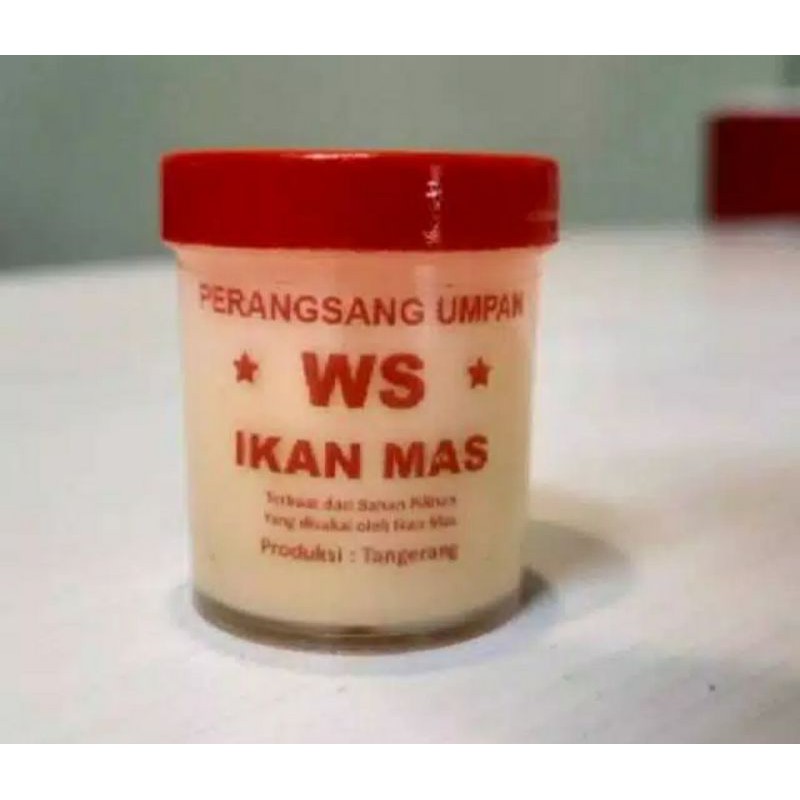 PERANGSANG UMPAN
★ WS ★
IKAN MAS
Terbuat dari Bahan Pilihan
Yang disukai oleh Ikan Mas
Produksi : Tangerang